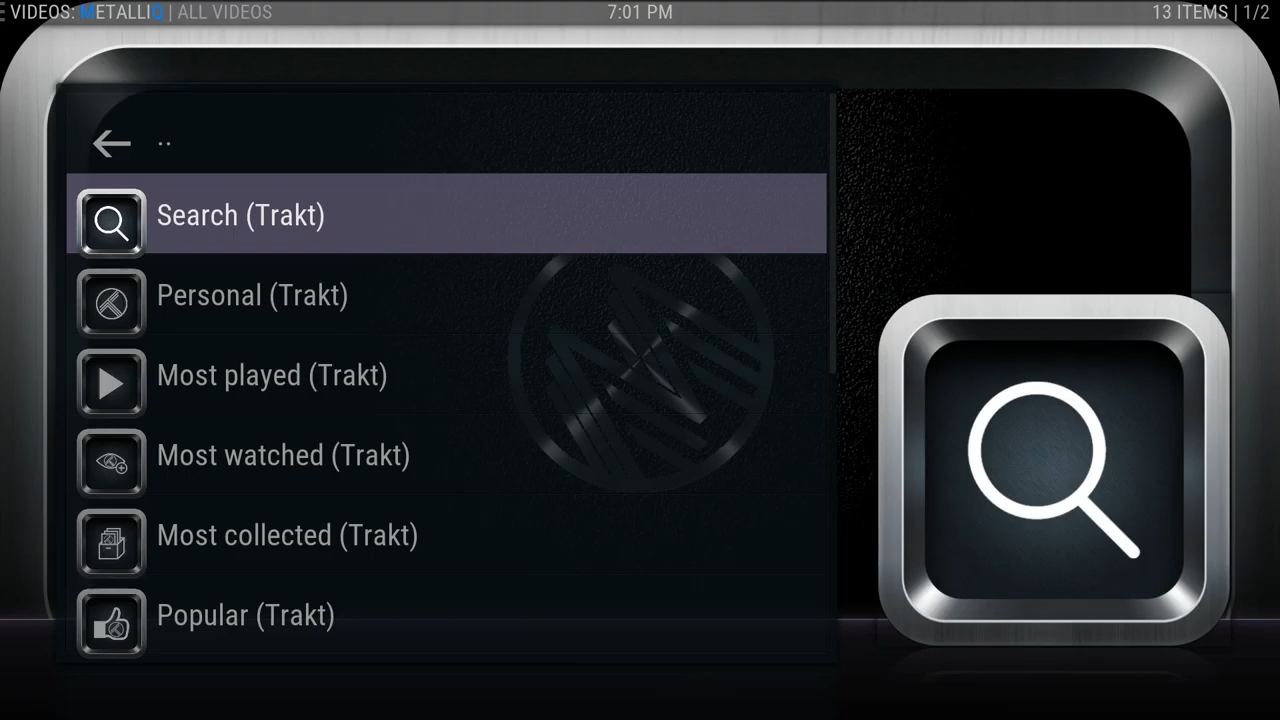 VIDEOS: METALLIQ | ALL VIDEOS
7:01 PM
13 ITEMS | 1/2
..
Search (Trakt)
Personal (Trakt)
Most played (Trakt)
Most watched (Trakt)
Most collected (Trakt)
Popular (Trakt)